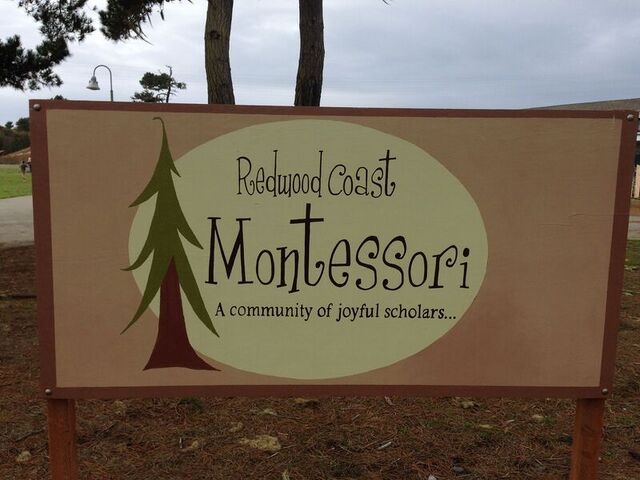 Redwood Coast
Montessori
A community of joyful scholars...